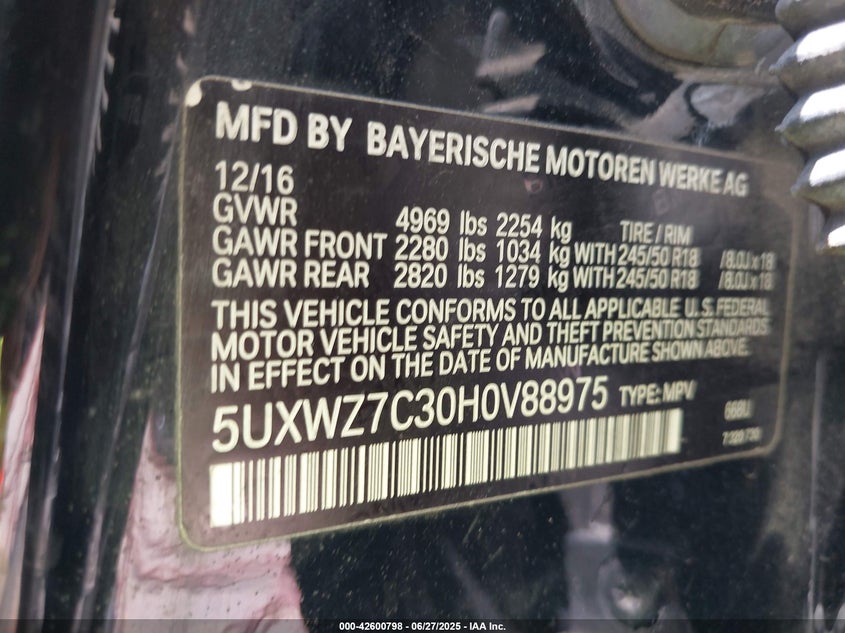 MFD BY BAYERISCHE MOTOREN WERKE AG
12/16
GVWR 4969 lbs 2254 kg TIRE / RIM
GAWR FRONT 2280 lbs 1034 kg WITH 245/50 R18 / 8.0J x 18
GAWR REAR 2820 lbs 1279 kg WITH 245/50 R18 / 8.0J x 18
THIS VEHICLE CONFORMS TO ALL APPLICABLE U.S. FEDERAL
MOTOR VEHICLE SAFETY AND THEFT PREVENTION STANDARDS
IN EFFECT ON THE DATE OF MANUFACTURE SHOWN ABOVE.
5UXWZ7C30H0V88975 TYPE: MPV
000-42600798 - 06/27/2025 - IAA Inc.